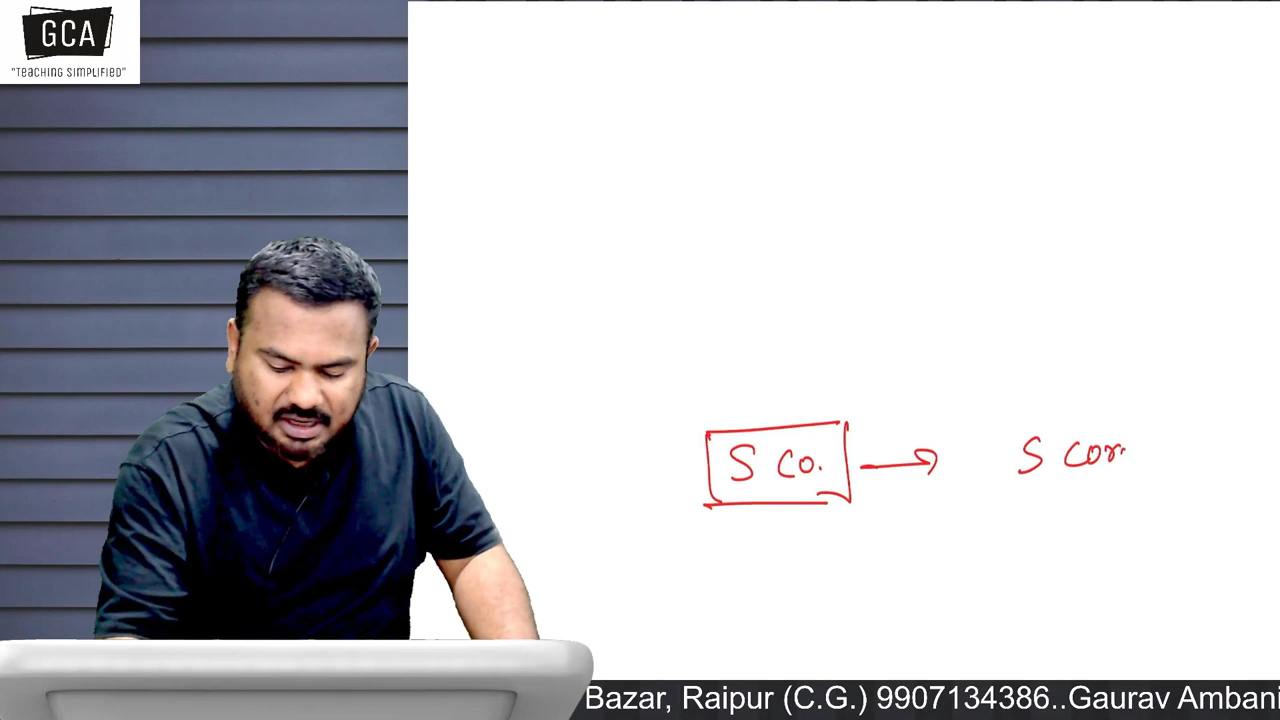 GCA
"Teaching Simplified"
S Co. → S Cor.
Bazar, Raipur (C.G.) 9907134386..Gaurav Ambani